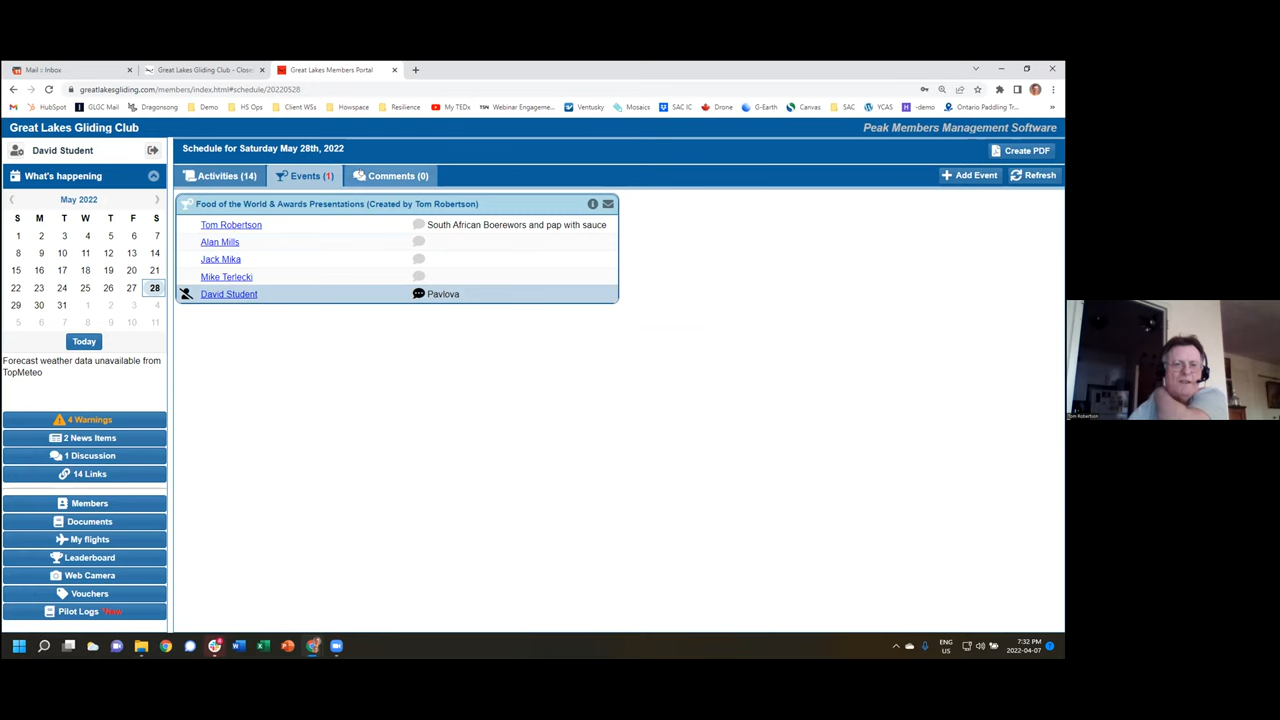 Mail :: Inbox
Great Lakes Gliding Club - Close
Great Lakes Members Portal
greatlakesgliding.com/members/index.html#schedule/20220528
HubSpot
GLGC Mail
Dragonsong
Demo
HS Ops
Client WSs
Howspace
Resilience
My TEDx
TSN Webinar Engageme...
Ventusky
Mosaics
SAC IC
Drone
G-Earth
Canvas
SAC
YCAS
-demo
Ontario Paddling Tr...
»
Great Lakes Gliding Club
Peak Members Management Software
David Student
Schedule for Saturday May 28th, 2022
Create PDF
What's happening
Activities (14)
Events (1)
Comments (0)
Add Event
Refresh
May 2022
S M T W T F S
1 2 3 4 5 6 7
8 9 10 11 12 13 14
15 16 17 18 19 20 21
22 23 24 25 26 27 28
29 30 31 1 2 3 4
5 6 7 8 9 10 11
Today
Forecast weather data unavailable from
TopMeteo
Food of the World & Awards Presentations (Created by Tom Robertson)
Tom Robertson South African Boerewors and pap with sauce
Alan Mills
Jack Mika
Mike Terlecki
David Student Pavlova
4 Warnings
2 News Items
1 Discussion
14 Links
Members
Documents
My flights
Leaderboard
Web Camera
Vouchers
Pilot Logs *New
Tom Robertson
ENG
US
7:32 PM
2022-04-07